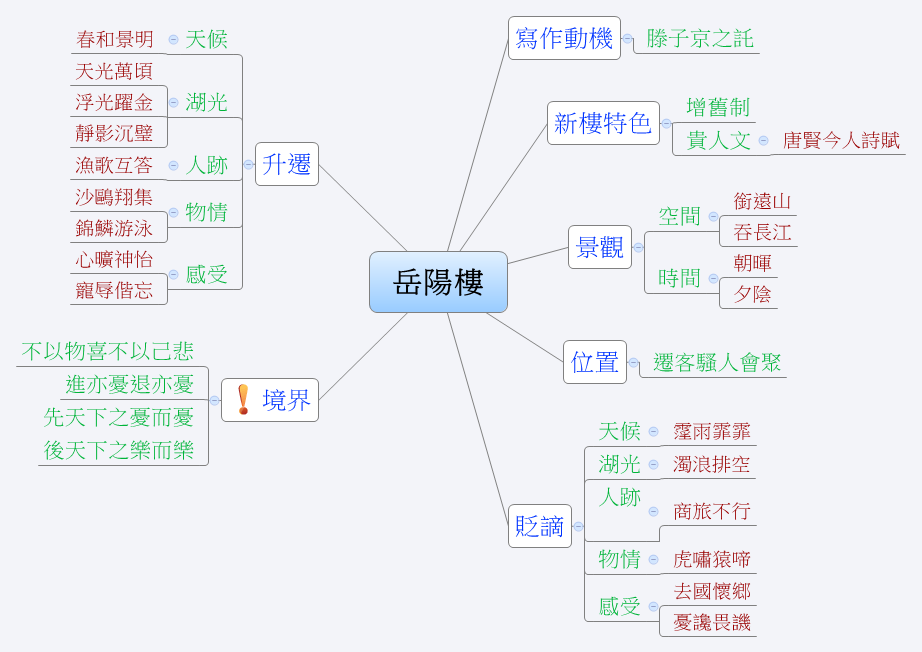 岳陽樓
寫作動機
滕子京之託
新樓特色
增舊制
貴人文
唐賢今人詩賦
景觀
空間
銜遠山
吞長江
時間
朝暉
夕陰
位置
遷客騷人會聚
貶謫
天候
霪雨霏霏
湖光
濁浪排空
人跡
商旅不行
物情
虎嘯猿啼
感受
去國懷鄉
憂讒畏譏
境界
不以物喜不以己悲
進亦憂退亦憂
先天下之憂而憂
後天下之樂而樂
升遷
天候
春和景明
湖光
天光萬頃
浮光躍金
靜影沉璧
人跡
漁歌互答
物情
沙鷗翔集
錦鱗游泳
感受
心曠神怡
寵辱偕忘